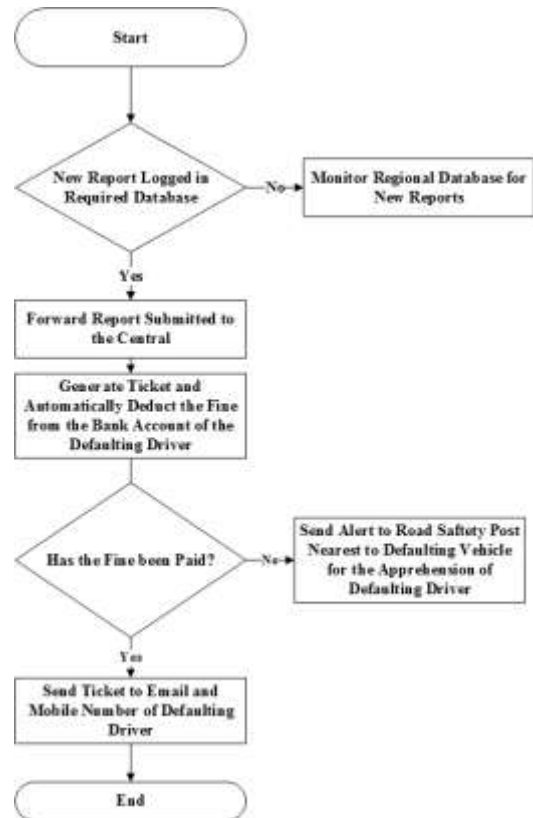 Start
New Report Logged in
Required Database
No
Monitor Regional Database for
New Reports
Yes
Forward Report Submitted to
the Central
Generate Ticket and
Automatically Deduct the Fine
from the Bank Account of the
Defaulting Driver
Has the Fine been Paid?
No
Send Alert to Road Saftety Post
Nearest to Defaulting Vehicle
for the Apprehension of
Defaulting Driver
Yes
Send Ticket to Email and
Mobile Number of Defaulting
Driver
End